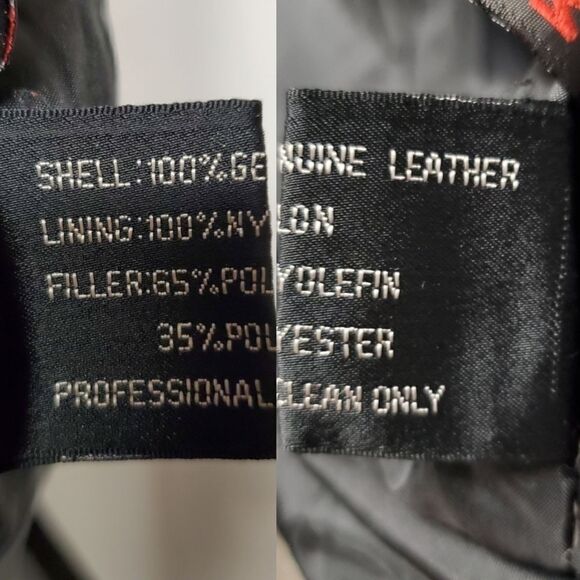 SHELL:100%GENUINE LEATHER
LINING:100%NYLON
FILLER:65%POLYOLEFIN
35%POLYESTER
PROFESSIONAL CLEAN ONLY